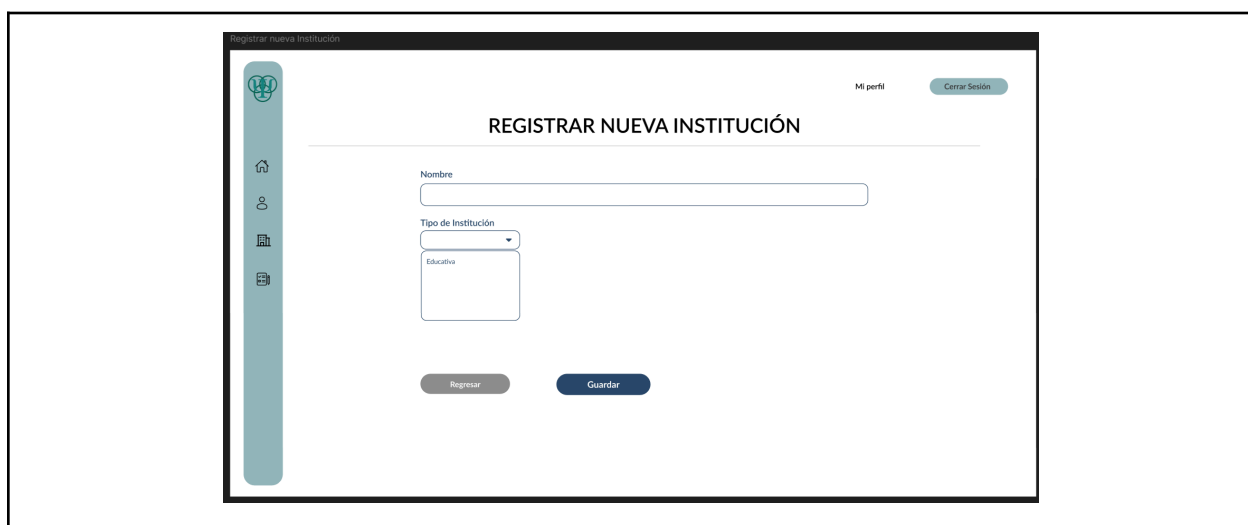 Registrar nueva Institución
Mi perfil
Cerrar Sesión
REGISTRAR NUEVA INSTITUCIÓN
Nombre
Tipo de Institución
Educativa
Regresar
Guardar